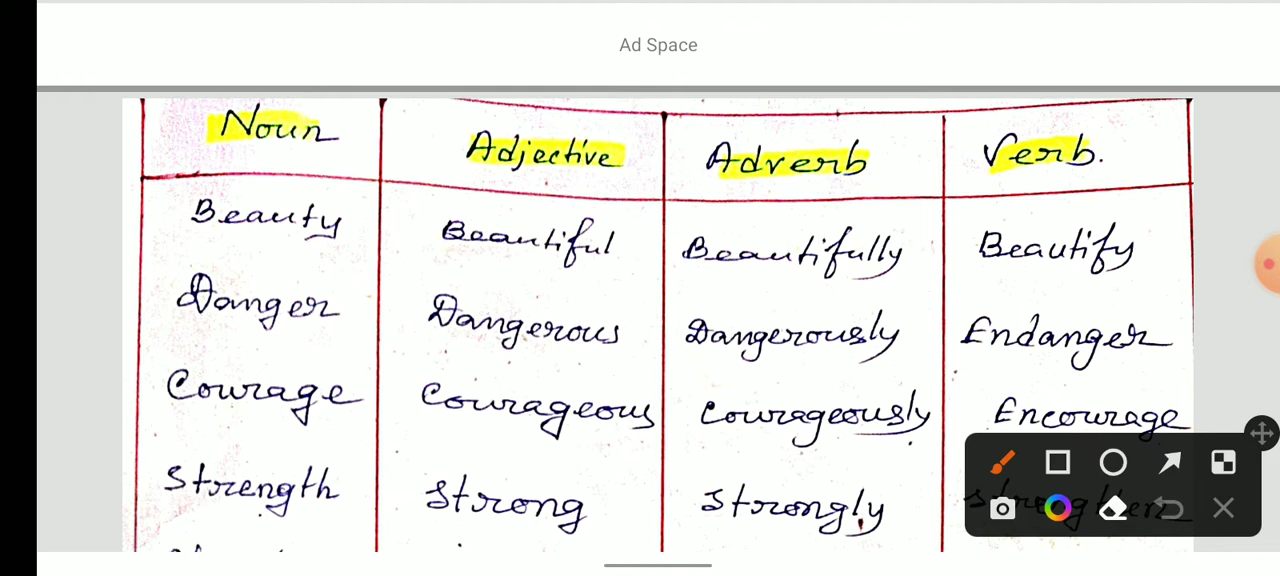 Ad Space
Noun Adjective Adverb Verb.
Beauty Beautiful Beautifully Beautify
Danger Dangerous Dangerously Endanger
Courage Courageous Courageously Encourage
Strength Strong Strongly